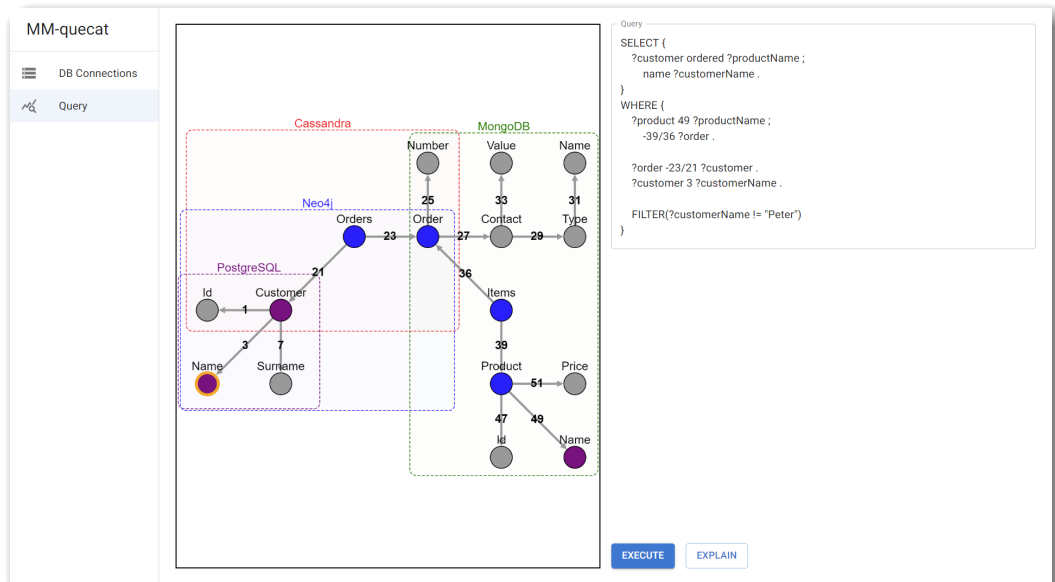 MM-quecat
DB Connections
Query
Cassandra
MongoDB
Number
Value
Name
25
33
31
Neo4j
Orders
Order
Contact
Type
23
27
29
PostgreSQL
21
36
Id
Customer
Items
1
3
7
39
Name
Surname
Product
Price
51
47
49
Id
Name
Query
SELECT {
?customer ordered ?productName ;
name ?customerName .
}
WHERE {
?product 49 ?productName ;
-39/36 ?order .
?order -23/21 ?customer .
?customer 3 ?customerName .
FILTER(?customerName != "Peter")
}
EXECUTE
EXPLAIN